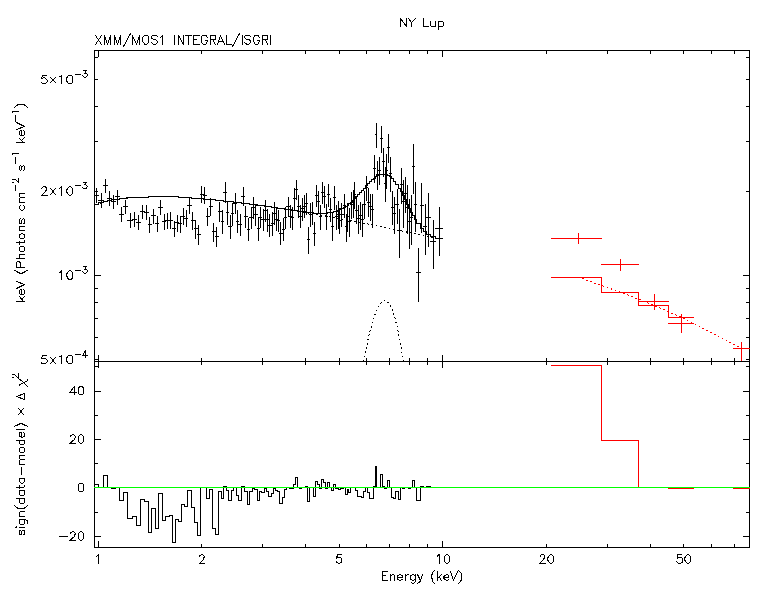 NY Lup
XMM/MOS1 INTEGRAL/ISGRI
keV (Photons cm⁻² s⁻¹ keV⁻¹)
5×10⁻³
2×10⁻³
10⁻³
5×10⁻⁴
sign(data-model) × Δ χ²
40
20
0
-20
1 2 5 10 20 50
Energy (keV)